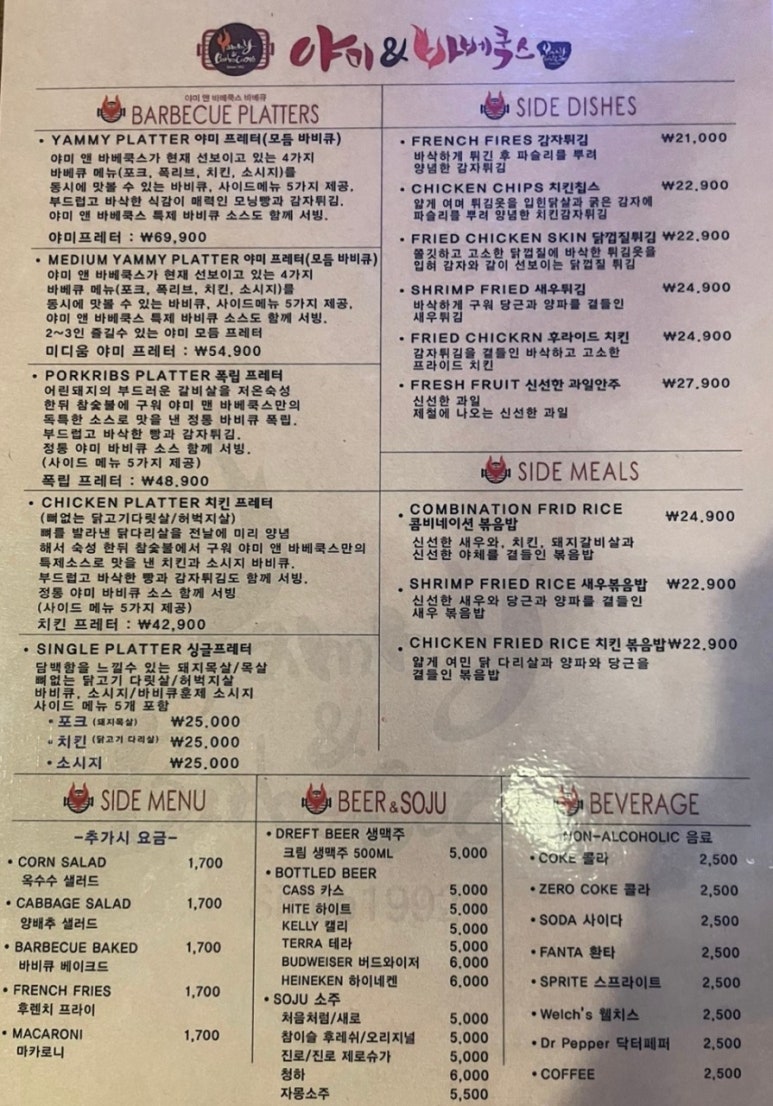 Yammy & BarbeCooks
야미 & 바베쿡스
야미 앤 바베쿡스 바베큐
BARBECUE PLATTERS
• YAMMY PLATTER 야미 프레터(모듬 바비큐)
야미 앤 바베쿡스가 현재 선보이고 있는 4가지
바베큐 메뉴(포크, 폭리브, 치킨, 소시지)를
동시에 맛볼 수 있는 바비큐, 사이드메뉴 5가지 제공.
부드럽고 바삭한 식감이 매력인 모닝빵과 감자튀김.
야미 앤 바베쿡스 특제 바비큐 소스도 함께 서빙.
야미프레터 : ₩69,900
• MEDIUM YAMMY PLATTER 야미 프레터(모듬 바비큐)
야미 앤 바베쿡스가 현재 선보이고 있는 4가지
바베큐 메뉴(포크, 폭리브, 치킨, 소시지)를
동시에 맛볼 수 있는 바비큐, 사이드메뉴 5가지 제공,
야미 앤 바베쿡스 특제 바비큐 소스도 함께 서빙.
2~3인 즐길수 있는 야미 모듬 프레터
미디움 야미 프레터 : ₩54,900
• PORKRIBS PLATTER 폭립 프레터
어린돼지의 부드러운 갈비살을 저온숙성
한뒤 참숯불에 구워 야미 맨 바베쿡스만의
독특한 소스로 맛을 낸 정통 바비큐 폭립.
부드럽고 바삭한 빵과 감자튀김.
정통 야미 바비큐 소스 함께 서빙.
(사이드 메뉴 5가지 제공)
폭립 프레터 : ₩48,900
• CHICKEN PLATTER 치킨 프레터
(뼈없는 닭고기다릿살/허벅지살)
뼈를 발라낸 닭다리살을 전날에 미리 양념
해서 숙성 한뒤 참숯불에서 구워 야미 앤 바베쿡스만의
특제소스로 맛을 낸 치킨과 소시지 바비큐.
부드럽고 바삭한 빵과 감자튀김도 함께 서빙.
정통 야미 바비큐 소스 함께 서빙
(사이드 메뉴 5가지 제공)
치킨 프레터 : ₩42,900
• SINGLE PLATTER 싱글프레터
담백함을 느낄수 있는 돼지목살/목살
뼈없는 닭고기 다릿살/허벅지살
바비큐, 소시지/바비큐훈제 소시지
사이드 메뉴 5개 포함
• 포크 (돼지목살) ₩25,000
• 치킨 (닭고기 다리살) ₩25,000
• 소시지 ₩25,000
SIDE DISHES
• FRENCH FIRES 감자튀김 ₩21,000
바삭하게 튀긴 후 파슬리를 뿌려
양념한 감자튀김
• CHICKEN CHIPS 치킨칩스 ₩22,900
얇게 여며 튀김옷을 입힌닭살과 굵은 감자에
파슬리를 뿌려 양념한 치킨감자튀김
• FRIED CHICKEN SKIN 닭껍질튀김 ₩22,900
쫄깃하고 고소한 닭껍질에 바삭한 튀김옷을
입혀 감자와 같이 선보이는 닭껍질 튀김
• SHRIMP FRIED 새우튀김 ₩24,900
바삭하게 구워 당근과 양파를 곁들인
새우튀김
• FRIED CHICKRN 후라이드 치킨 ₩24,900
감자튀김을 곁들인 바삭하고 고소한
프라이드 치킨
• FRESH FRUIT 신선한 과일안주 ₩27,900
신선한 과일
제철에 나오는 신선한 과일
SIDE MEALS
• COMBINATION FRID RICE
콤비네이션 볶음밥 ₩24,900
신선한 새우와, 치킨, 돼지갈비살과
신선한 야체를 곁들인 볶음밥
• SHRIMP FRIED RICE 새우볶음밥 ₩22,900
신선한 새우와 당근과 양파를 곁들인
새우 볶음밥
• CHICKEN FRIED RICE 치킨 볶음밥 ₩22,900
얇게 여민 닭 다리살과 양파와 당근을
곁들인 볶음밥
SIDE MENU
-추가시 요금-
• CORN SALAD 1,700
옥수수 샐러드
• CABBAGE SALAD 1,700
양배추 샐러드
• BARBECUE BAKED 1,700
바비큐 베이크드
• FRENCH FRIES 1,700
후렌치 프라이
• MACARONI 1,700
마카로니
BEER & SOJU
• DREFT BEER 생맥주
크림 생맥주 500ML 5,000
• BOTTLED BEER
CASS 카스 5,000
HITE 하이트 5,000
KELLY 캘리 5,000
TERRA 테라 5,000
BUDWEISER 버드와이저 6,000
HEINEKEN 하이네켄 6,000
• SOJU 소주
처음처럼/새로 5,000
참이슬 후레쉬/오리지널 5,000
진로/진로 제로슈가 5,000
청하 6,000
자몽소주 5,500
BEVERAGE
NON-ALCOHOLIC 음료
• COKE 콜라 2,500
• ZERO COKE 콜라 2,500
• SODA 사이다 2,500
• FANTA 환타 2,500
• SPRITE 스프라이트 2,500
• Welch's 웰치스 2,500
• Dr Pepper 닥터페퍼 2,500
• COFFEE 2,500